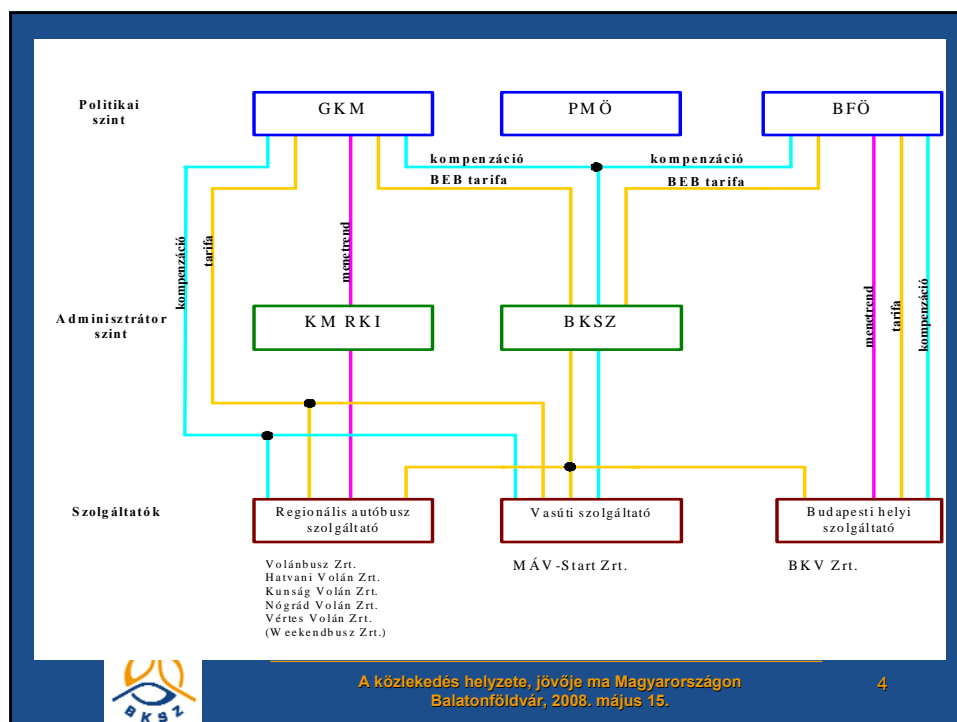 Politikai
szint
GKM
PMÖ
BFÖ
kompenzáció
kompenzáció
BEB tarifa
BEB tarifa
kompenzáció
tarifa
menetrend
menetrend
tarifa
kompenzáció
Adminisztrátor
szint
KMRKI
BKSZ
Szolgáltatók
Regionális autóbusz
szolgáltató
Vasúti szolgáltató
Budapesti helyi
szolgáltató
Volánbusz Zrt.
Hatvani Volán Zrt.
Kunság Volán Zrt.
Nógrád Volán Zrt.
Vértes Volán Zrt.
(Weekendbusz Zrt.)
MÁV-Start Zrt.
BKV Zrt.
BKSZ
A közlekedés helyzete, jövője ma Magyarországon
Balatonföldvár, 2008. május 15.
4